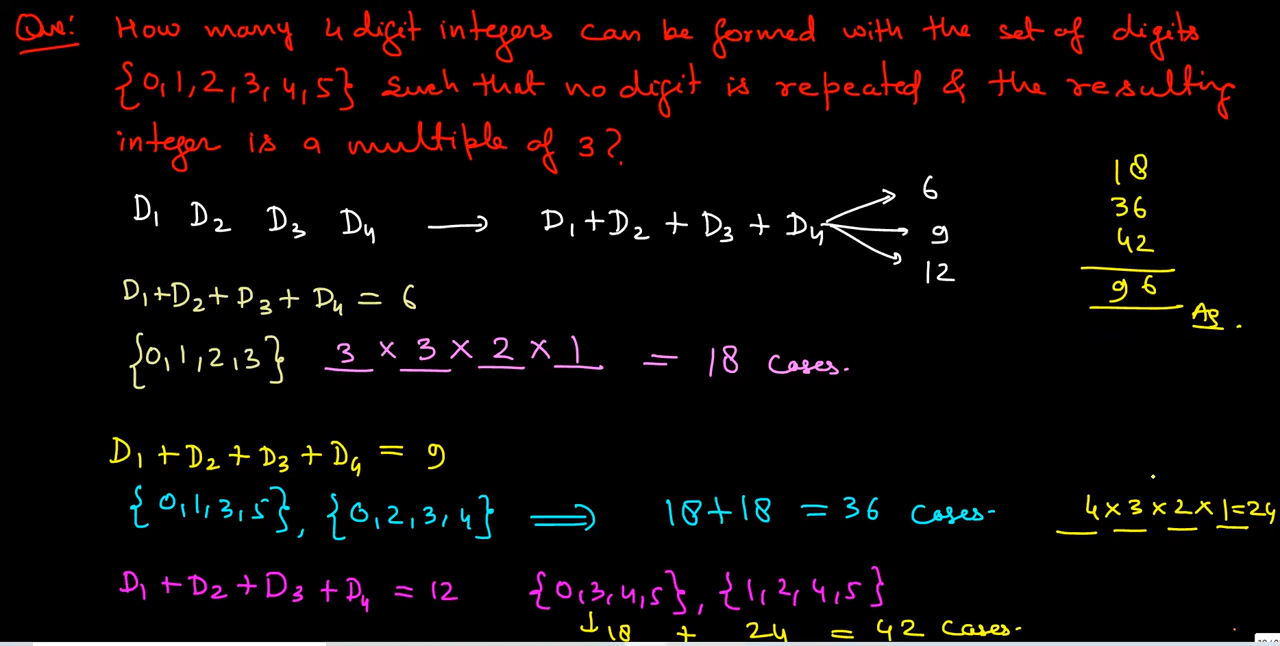 Que: How many 4 digit integers can be formed with the set of digits
{0,1,2,3,4,5} such that no digit is repeated & the resulting
integer is a multiple of 3?
D1 D2 D3 D4 → D1+D2+D3+D4
6
9
12
18
36
42
96
As.
D1+D2+D3+D4 = 6
{0,1,2,3} 3 × 3 × 2 × 1 = 18 cases.
D1+D2+D3+D4 = 9
{0,1,3,5}, {0,2,3,4} ⟹ 18+18 = 36 cases.
4×3×2×1=24
D1+D2+D3+D4 = 12 {0,3,4,5}, {1,2,4,5}
↓18 + 24 = 42 cases.